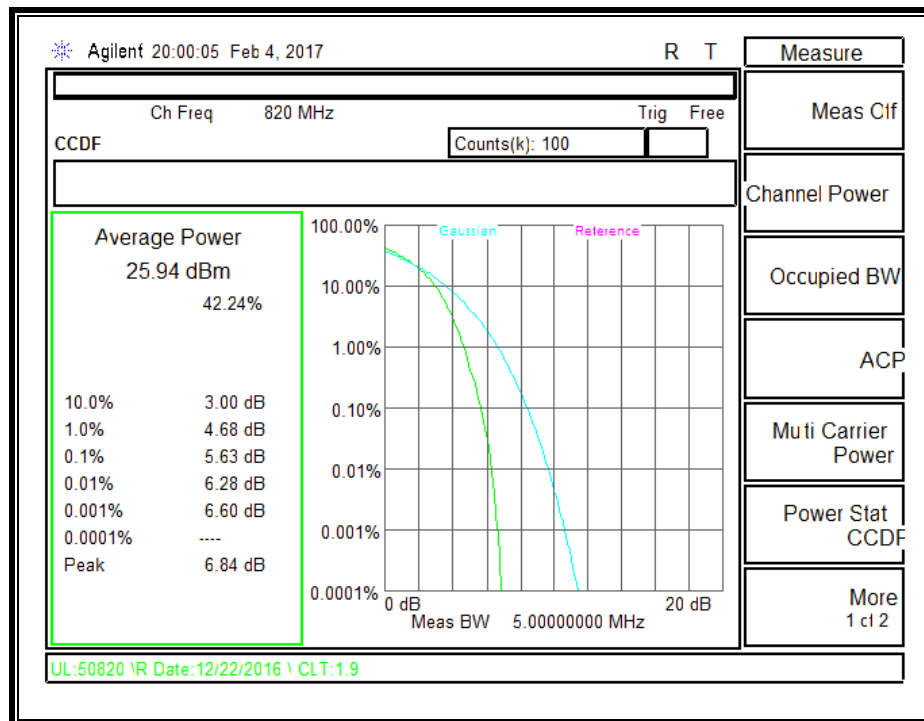 Agilent 20:00:05 Feb 4, 2017 R T
Ch Freq 820 MHz Trig Free
CCDF Counts(k): 100
Average Power
25.94 dBm
42.24%
10.0% 3.00 dB
1.0% 4.68 dB
0.1% 5.63 dB
0.01% 6.28 dB
0.001% 6.60 dB
0.0001% ----
Peak 6.84 dB
Gaussian Reference
100.00%
10.00%
1.00%
0.10%
0.01%
0.001%
0.0001%
0 dB 20 dB
Meas BW 5.00000000 MHz
Measure
Meas Off
Channel Power
Occupied BW
ACP
Multi Carrier
Power
Power Stat
CCDF
More
1 of 2
UL:50820 \R Date:12/22/2016 \ CLT:1.9